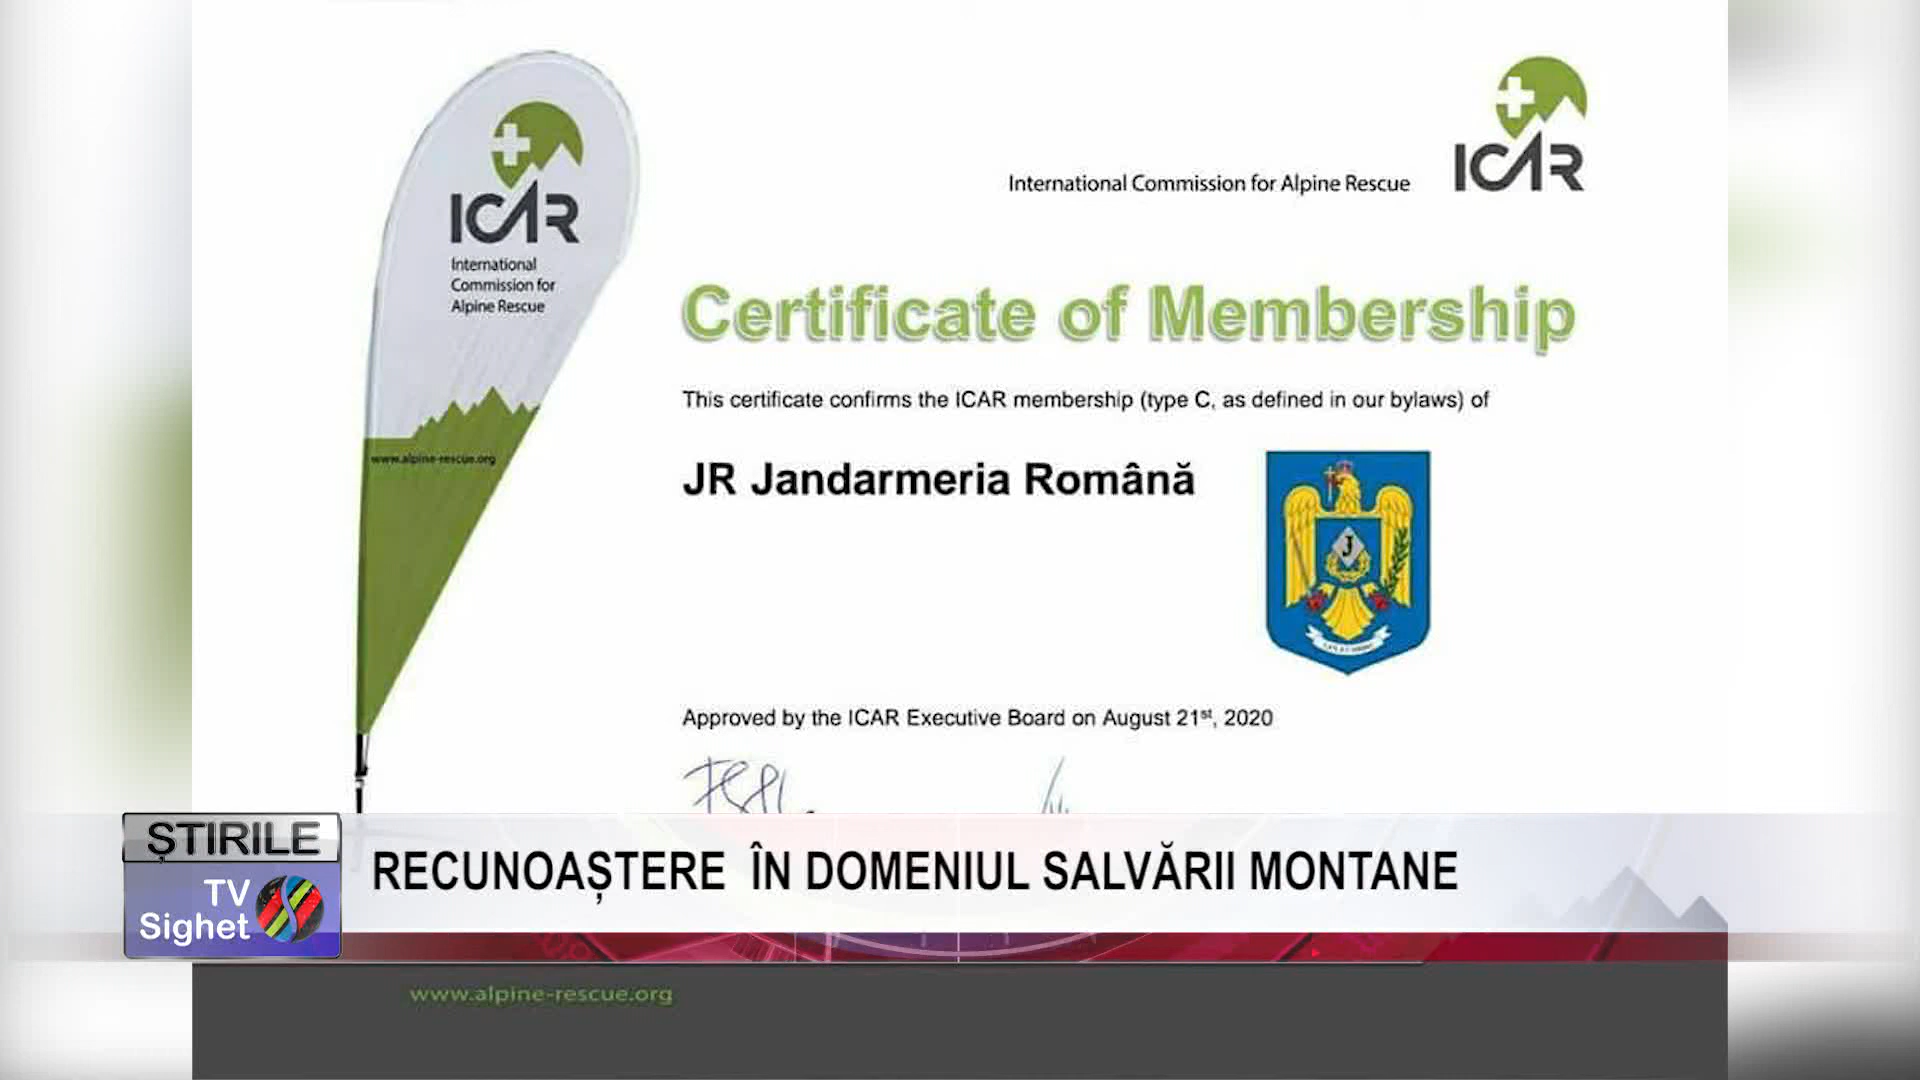 ICAR
International
Commission for
Alpine Rescue
www.alpine-rescue.org
International Commission for Alpine Rescue
ICAR
Certificate of Membership
This certificate confirms the ICAR membership (type C, as defined in our bylaws) of
JR Jandarmeria Română
J
Approved by the ICAR Executive Board on August 21st, 2020
ȘTIRILE
TV
Sighet
RECUNOAȘTERE ÎN DOMENIUL SALVĂRII MONTANE
www.alpine-rescue.org